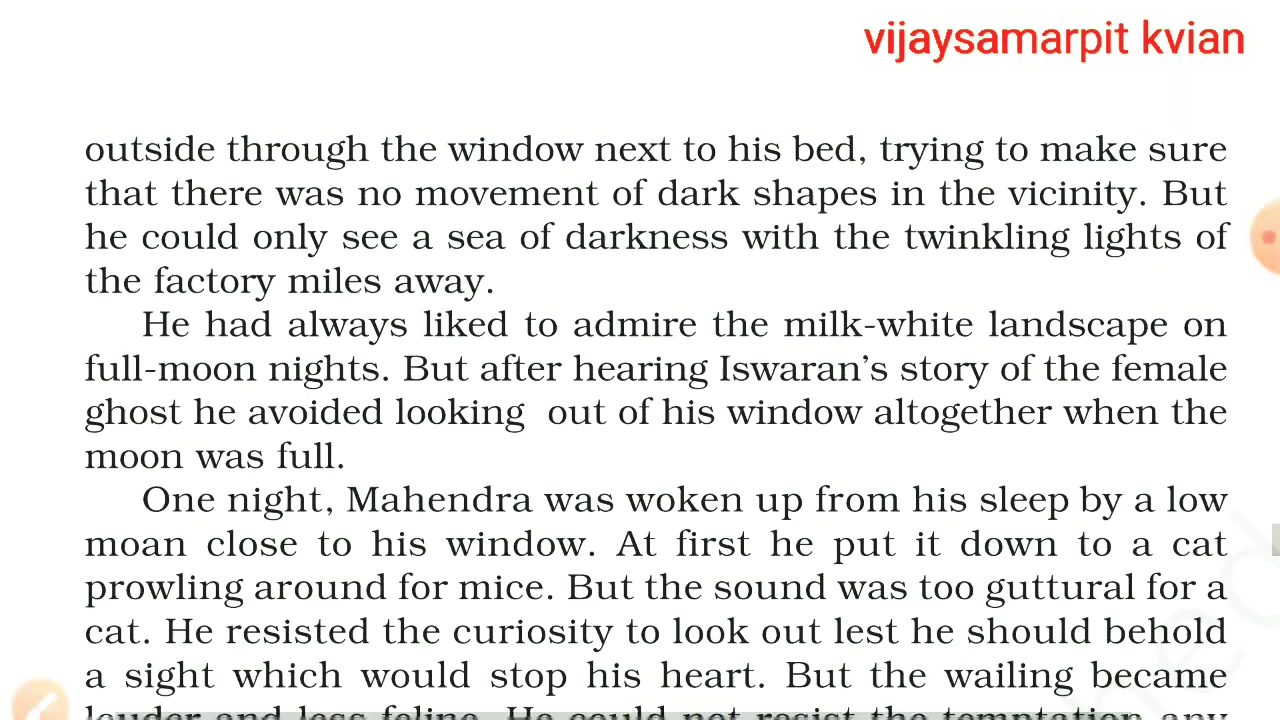 vijaysamarpit kvian
outside through the window next to his bed, trying to make sure
that there was no movement of dark shapes in the vicinity. But
he could only see a sea of darkness with the twinkling lights of
the factory miles away.
He had always liked to admire the milk-white landscape on
full-moon nights. But after hearing Iswaran’s story of the female
ghost he avoided looking out of his window altogether when the
moon was full.
One night, Mahendra was woken up from his sleep by a low
moan close to his window. At first he put it down to a cat
prowling around for mice. But the sound was too guttural for a
cat. He resisted the curiosity to look out lest he should behold
a sight which would stop his heart. But the wailing became
louder and less feline. He could not resist the temptation any